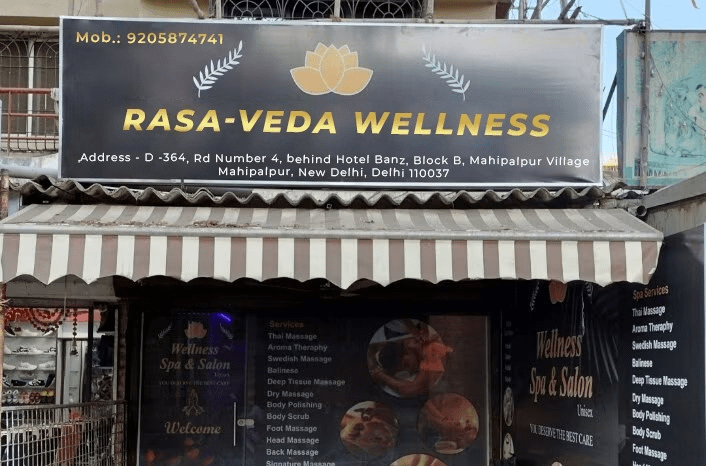 Mob.: 9205874741
RASA-VEDA WELLNESS
Address - D -364, Rd Number 4, behind Hotel Banz, Block B, Mahipalpur Village
Mahipalpur, New Delhi, Delhi 110037
Wellness
Spa & Salon
Unisex
Welcome
Services
Thai Massage
Aroma Theraphy
Swedish Massage
Balinese
Deep Tissue Massage
Dry Massage
Body Polishing
Body Scrub
Foot Massage
Head Massage
Back Massage
Signature Massage
Wellness
Spa & Salon
Unisex
YOU DESERVE THE BEST CARE
Spa Services
Thai Massage
Aroma Theraphy
Swedish Massage
Balinese
Deep Tissue Massage
Dry Massage
Body Polishing
Body Scrub
Foot Massage